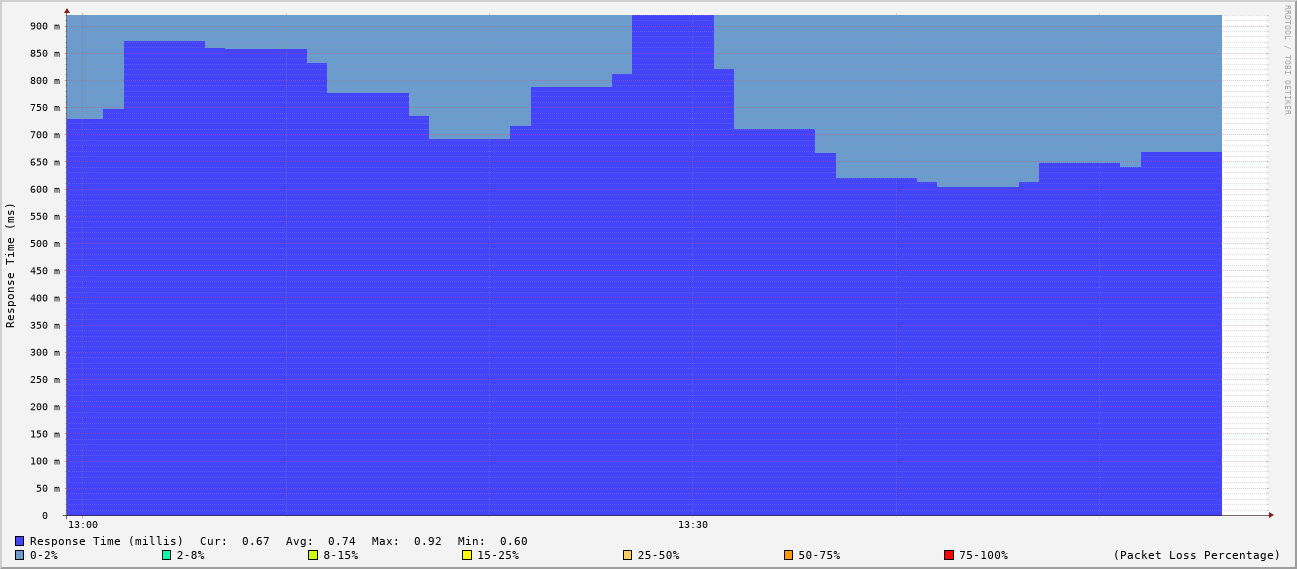 RRDTOOL / TOBI OETIKER
Response Time (ms)
900 m
850 m
800 m
750 m
700 m
650 m
600 m
550 m
500 m
450 m
400 m
350 m
300 m
250 m
200 m
150 m
100 m
50 m
0
13:00 13:30
Response Time (millis) Cur: 0.67 Avg: 0.74 Max: 0.92 Min: 0.60
0-2% 2-8% 8-15% 15-25% 25-50% 50-75% 75-100% (Packet Loss Percentage)